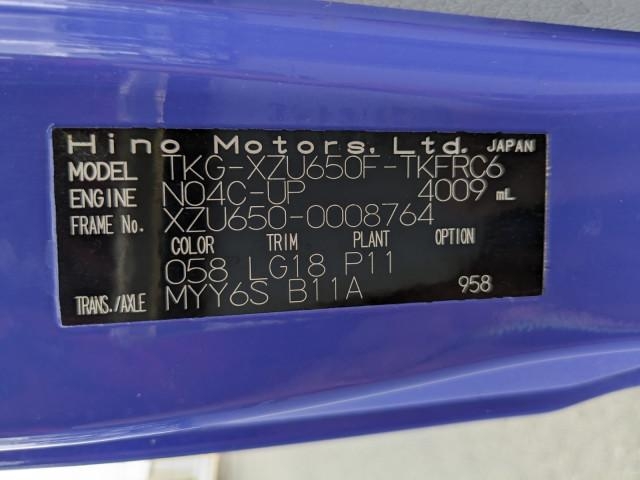 Hino Motors, Ltd. JAPAN
MODEL TKG-XZU650F-TKFRC6
ENGINE N04C-UP 4009 mL
FRAME No. XZU650-0008764
COLOR TRIM PLANT OPTION
058 LG18 P11
TRANS./AXLE MYY6S B11A 958